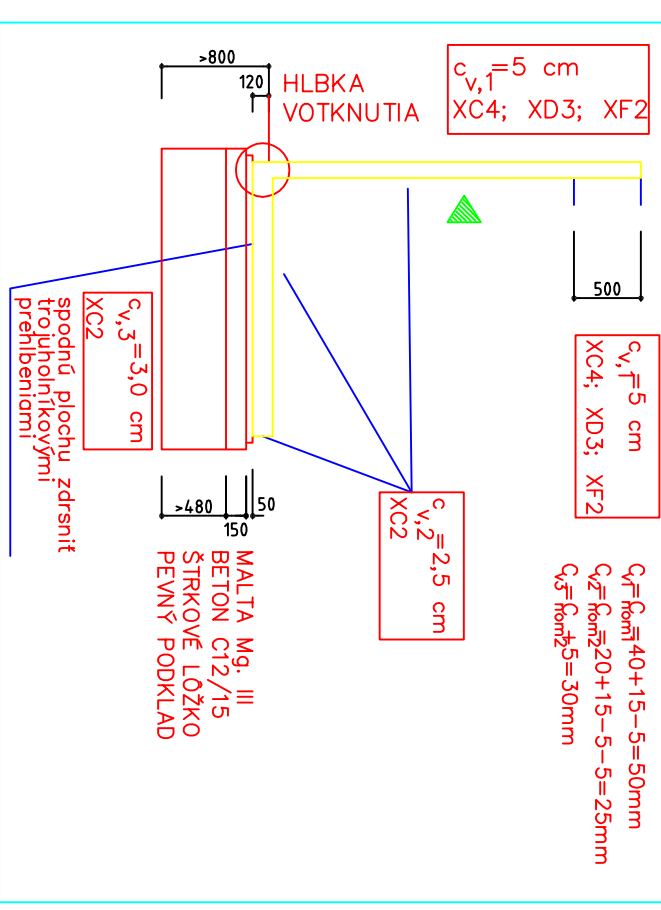 >800
120
HLBKA
VOTKNUTIA
c v,1=5 cm
XC4; XD3; XF2
500
c v,1=5 cm
XC4; XD3; XF2
c v,3=3,0 cm
XC2
spodnú plochu zdrsniť
trojuholníkovými
prehlbeniami
>480
150
50
c v,2=2,5 cm
XC2
MALTA Mg. III
BETON C12/15
ŠTRKOVÉ LÔŽKO
PEVNÝ PODKLAD
Cv1=C nom1=40+15-5=50mm
Cv2=C nom2=20+15-5-5=25mm
Cv3=C nom2+5=30mm